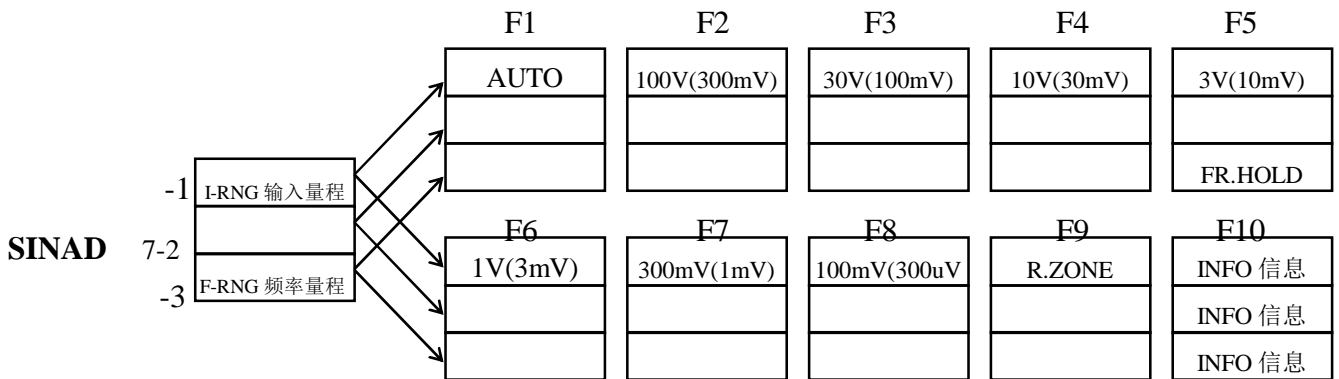 F1 F2 F3 F4 F5
AUTO 100V(300mV) 30V(100mV) 10V(30mV) 3V(10mV)
-1 I-RNG 输入量程
FR.HOLD
SINAD 7-2
-3 F-RNG 频率量程
F6 F7 F8 F9 F10
1V(3mV) 300mV(1mV) 100mV(300uV R.ZONE INFO 信息
INFO 信息
INFO 信息